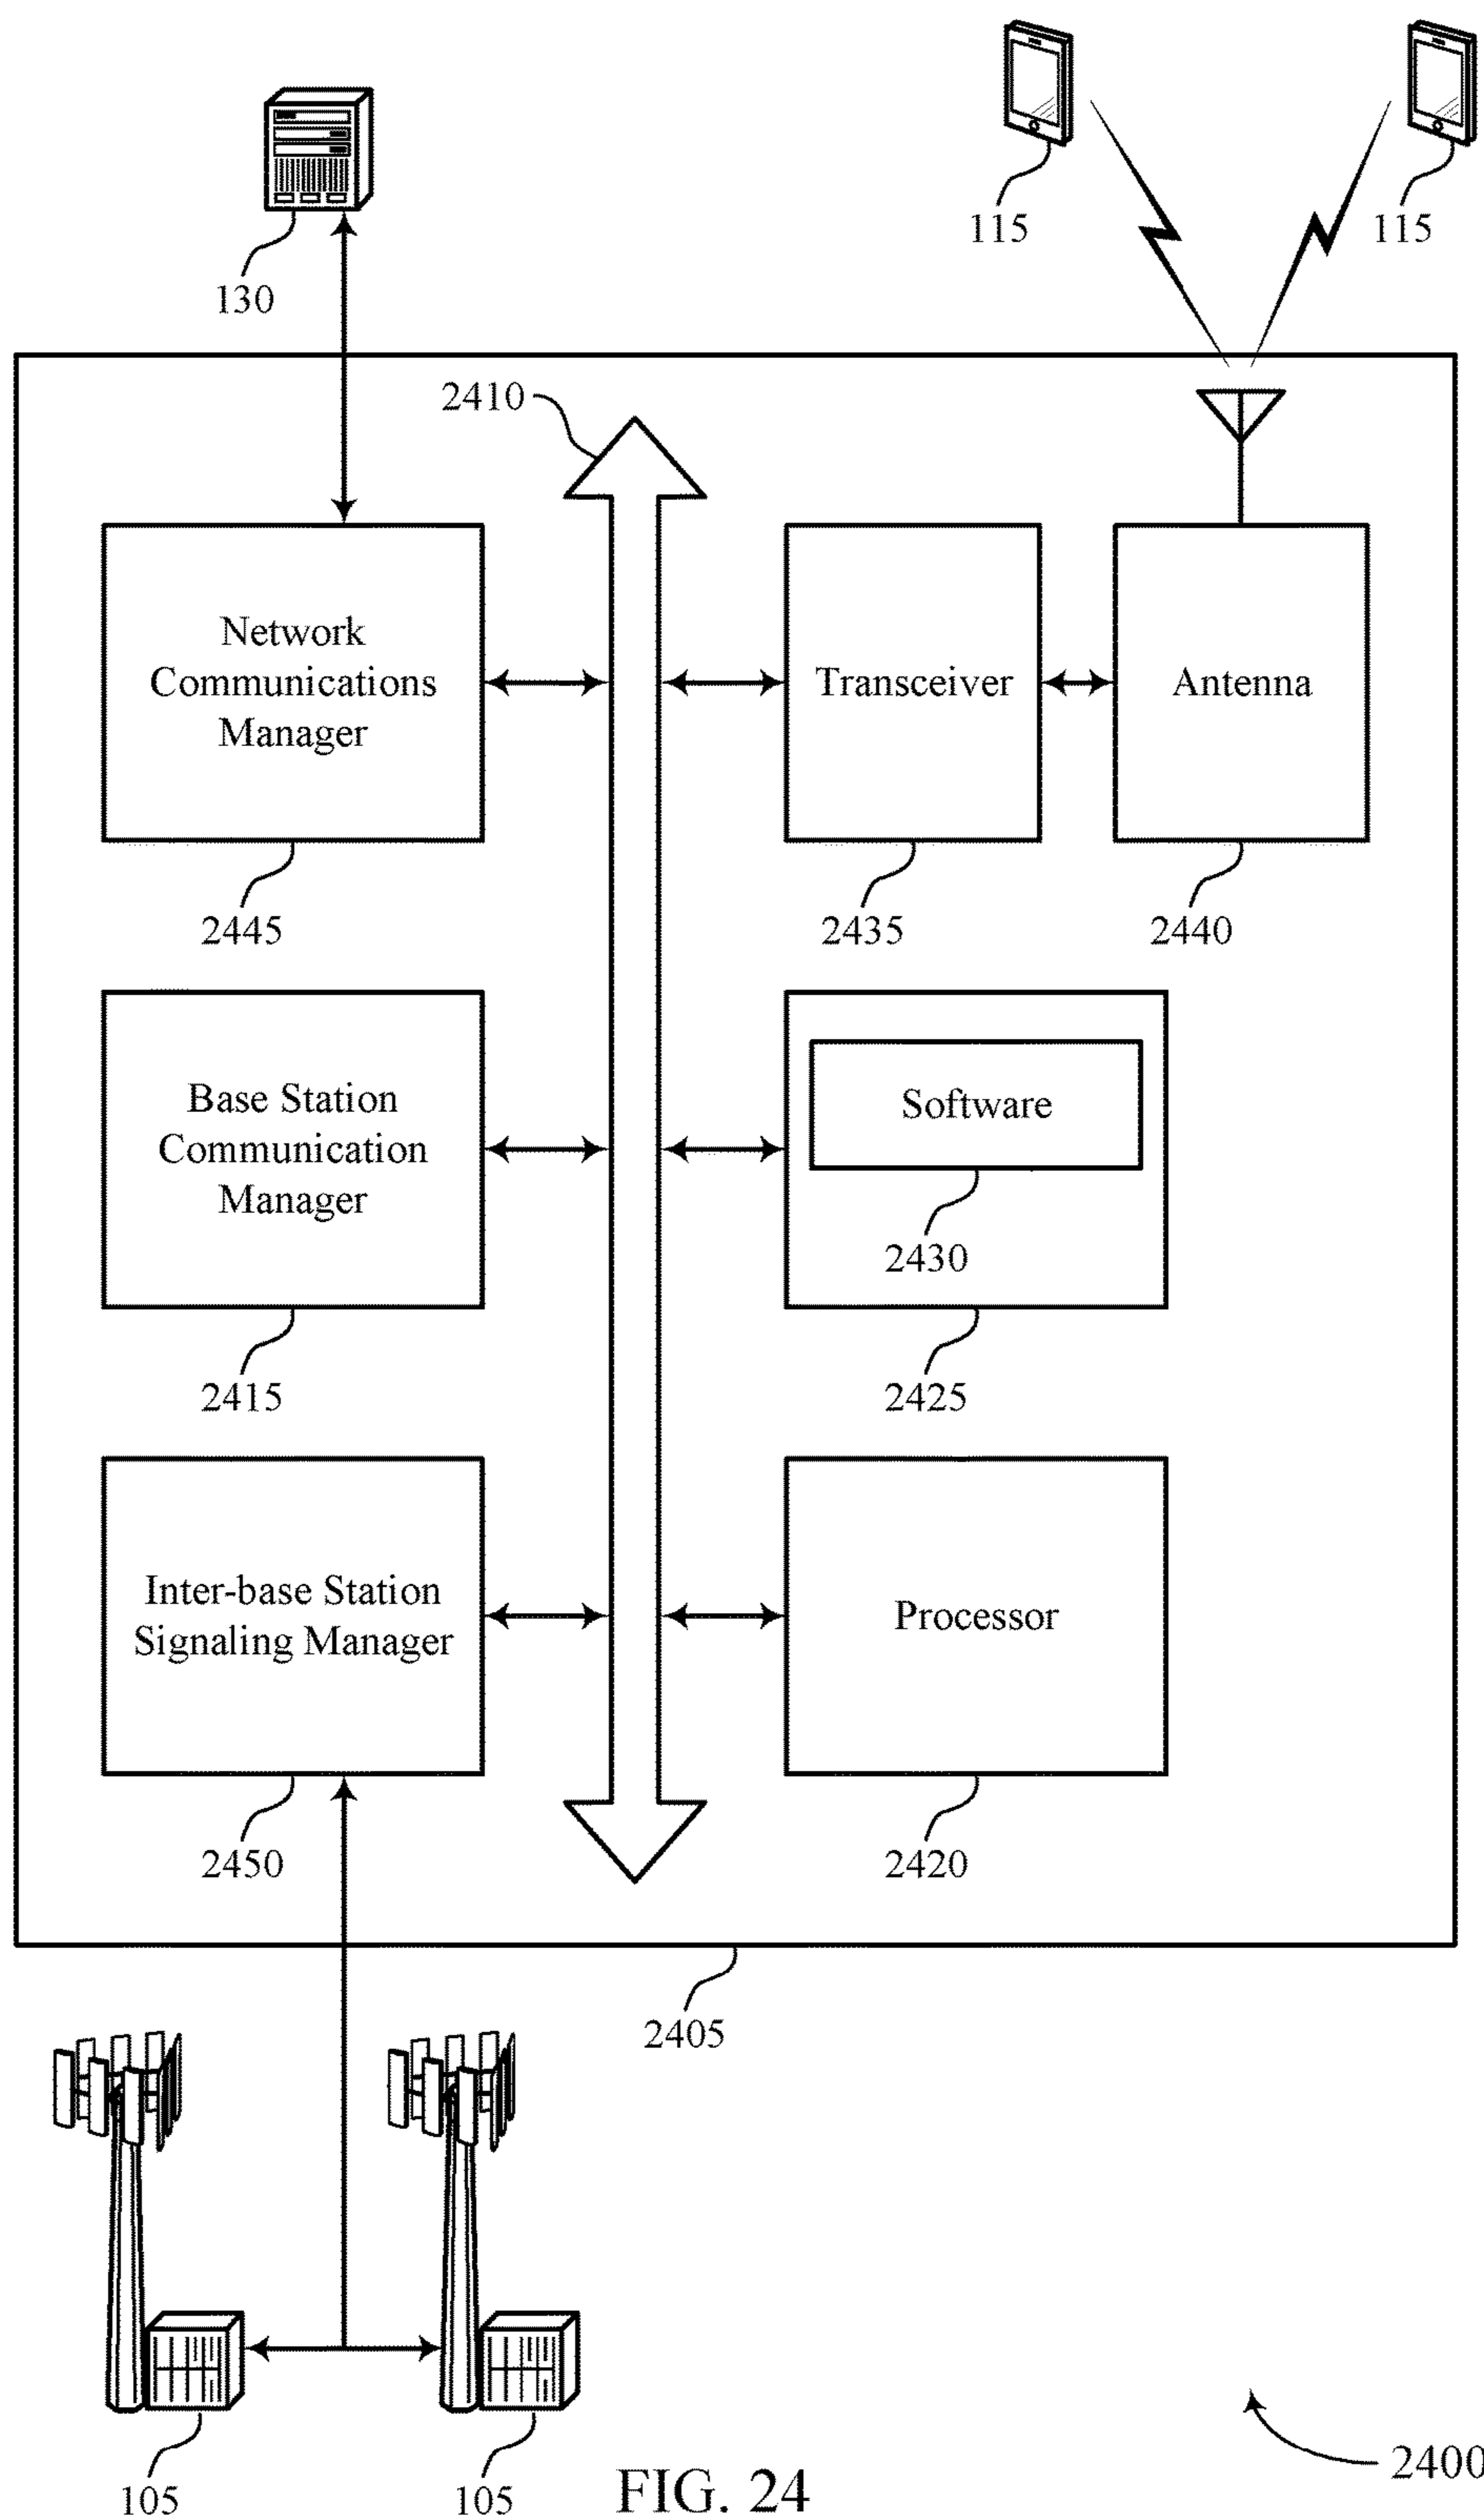 115
115
130
2410
Network
Communications
Manager
Transceiver
Antenna
2445
2435
2440
Base Station
Communication
Manager
Software
2430
2415
2425
Inter-base Station
Signaling Manager
Processor
2450
2420
2405
105
105
FIG. 24
2400